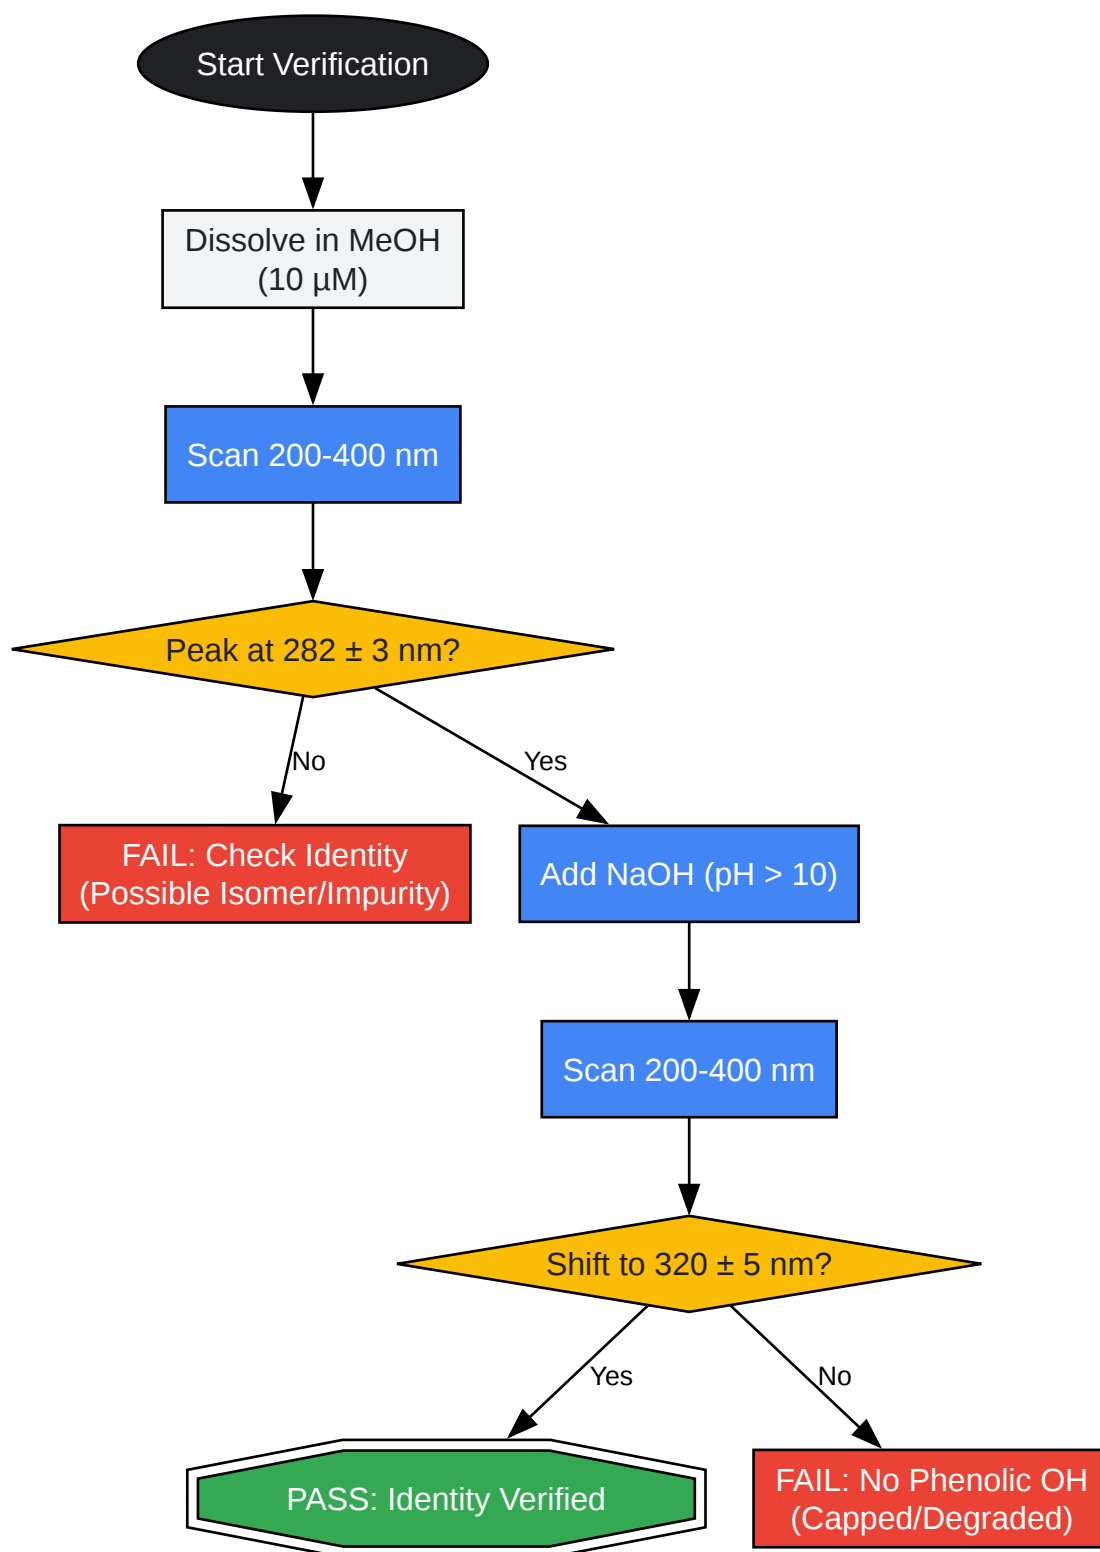 Start Verification
Dissolve in MeOH
(10 µM)
Scan 200-400 nm
Peak at 282 ± 3 nm?
No
Yes
FAIL: Check Identity
(Possible Isomer/Impurity)
Add NaOH (pH > 10)
Scan 200-400 nm
Shift to 320 ± 5 nm?
Yes
No
PASS: Identity Verified
FAIL: No Phenolic OH
(Capped/Degraded)